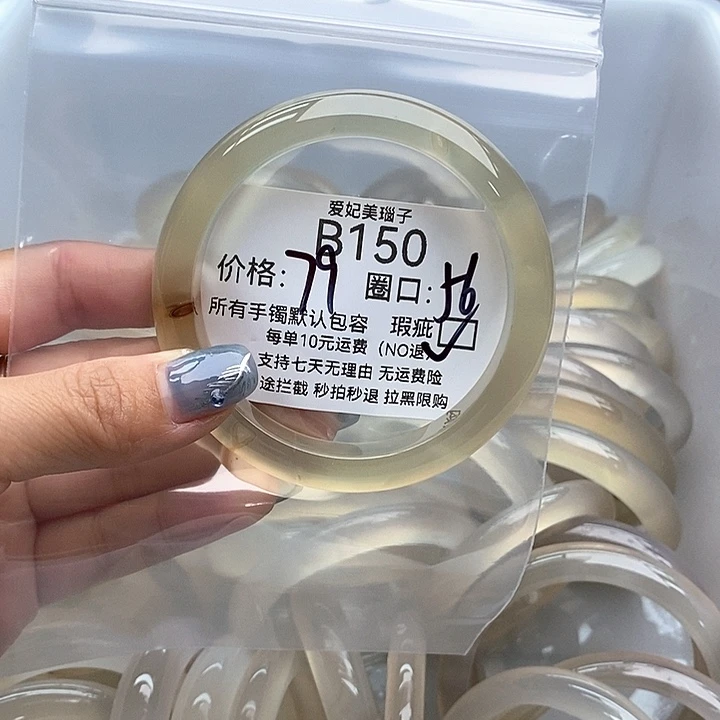 爱妃美瑙子
B150
价格:79 圈口:56
所有手镯默认包容 瑕疵
每单10元运费 (NO退
支持七天无理由 无运费险
途拦截 秒拍秒退 拉黑限购